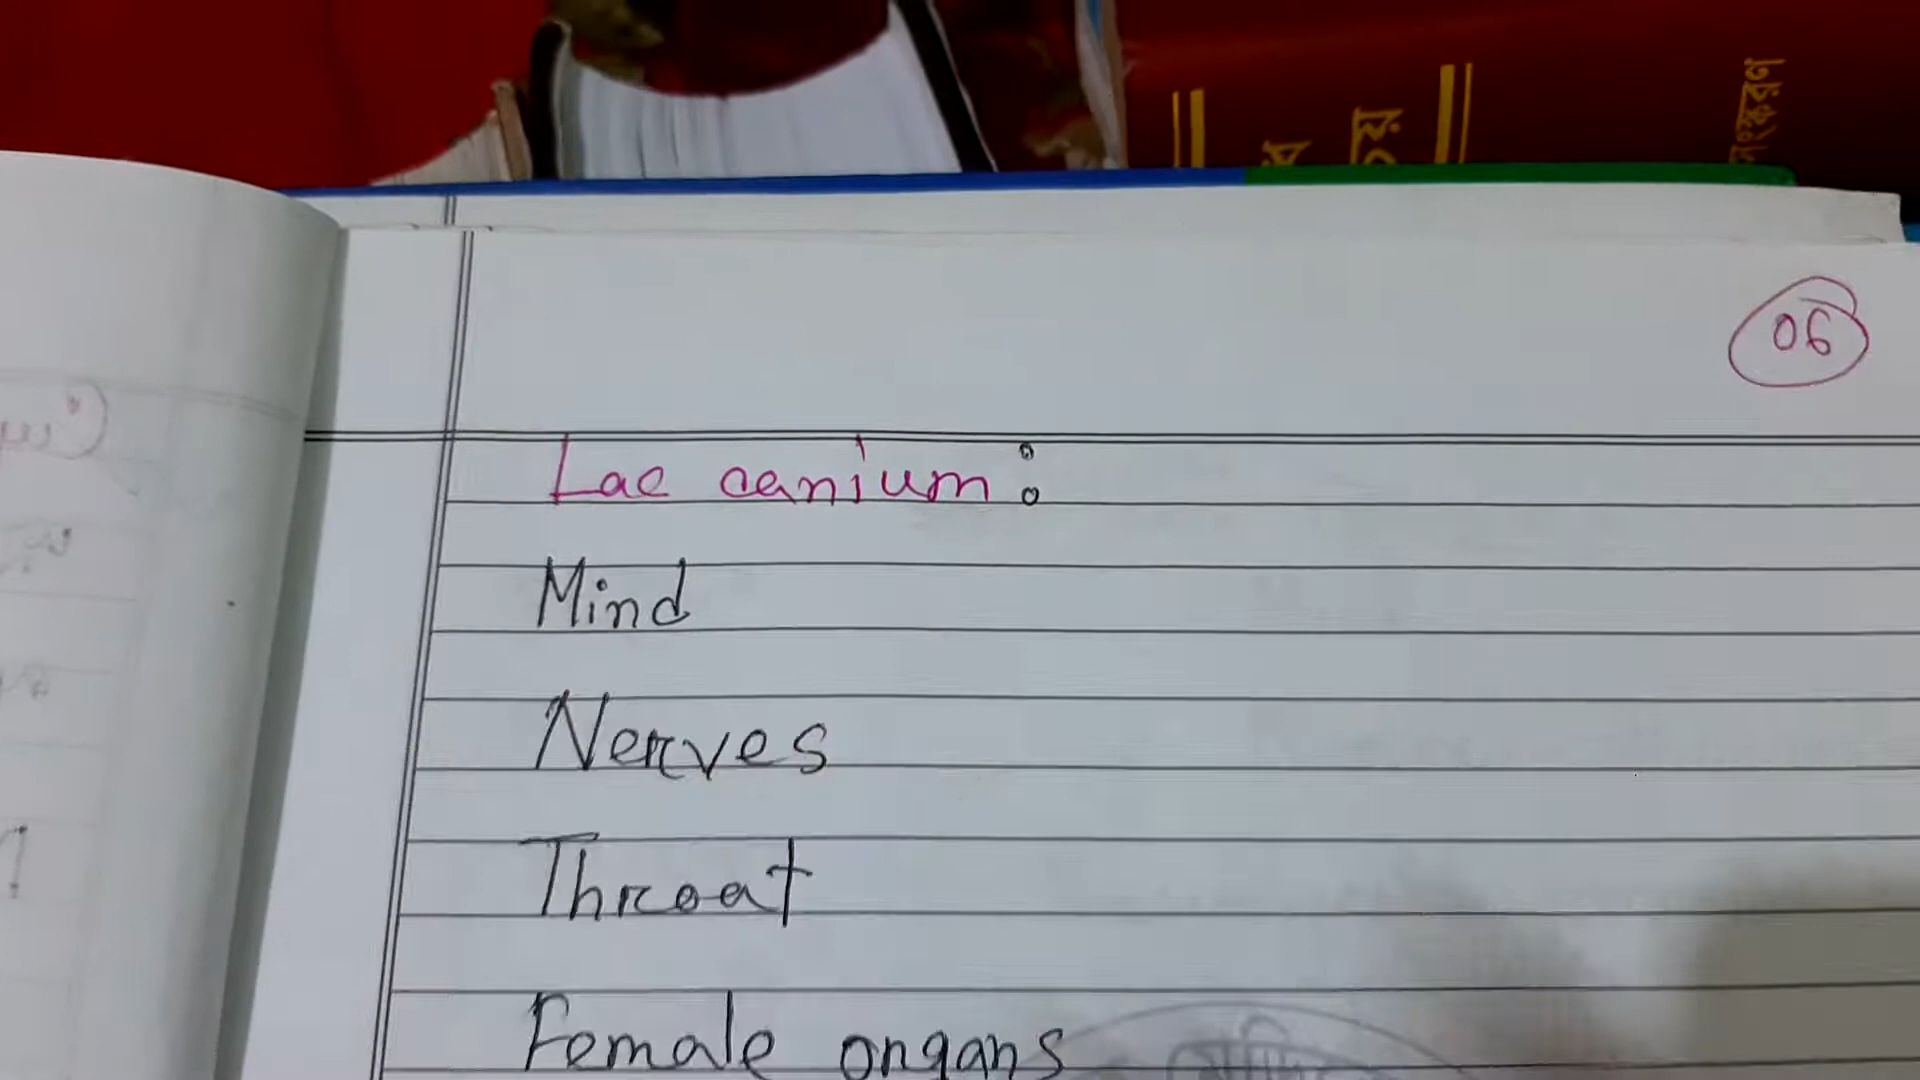 06
Lac canium:
Mind
Nerves
Throat
Female organs